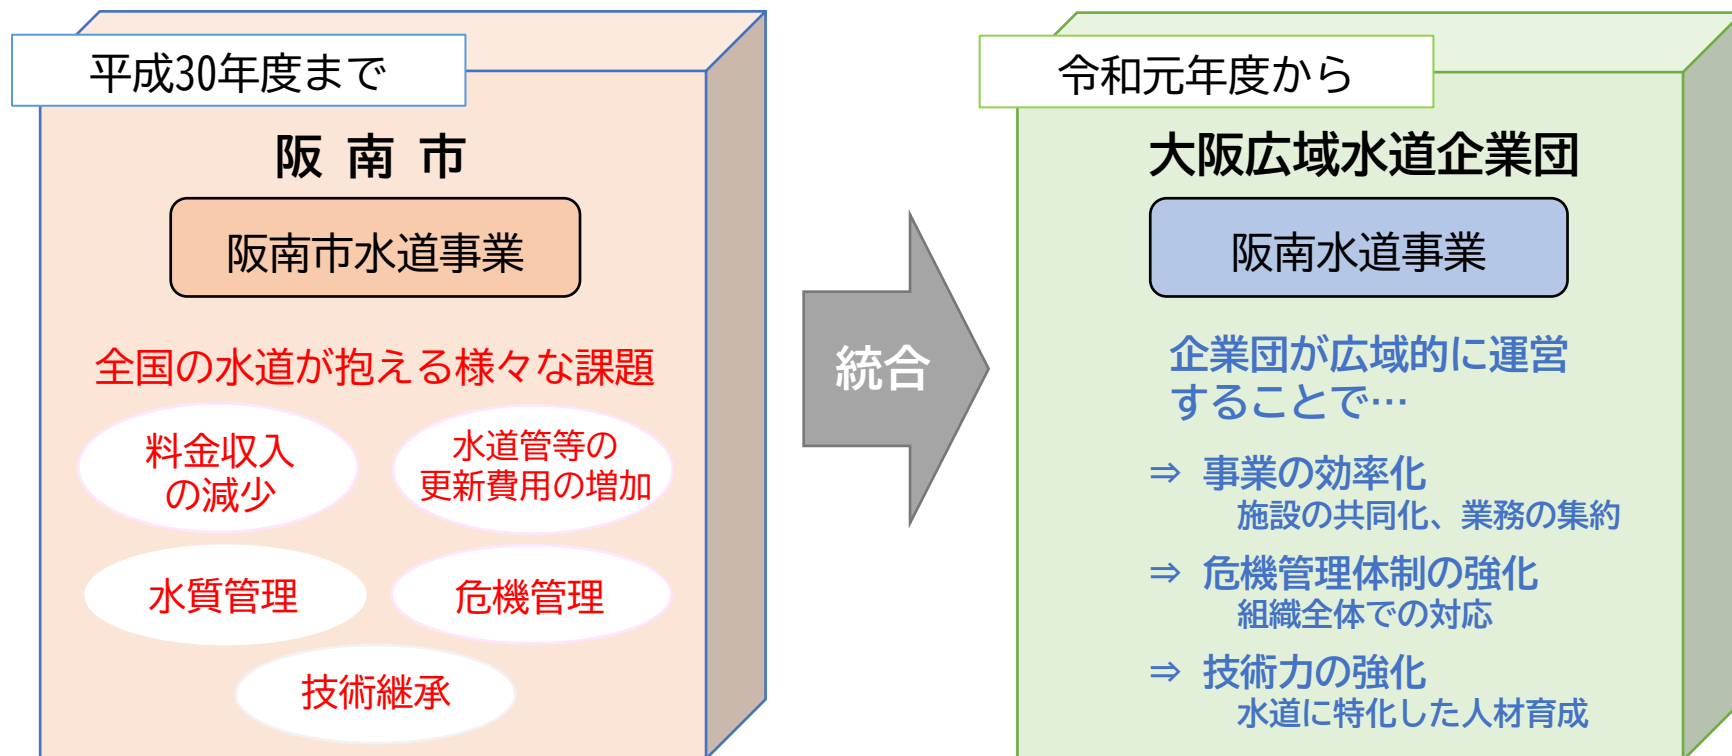 平成30年度まで
阪南市
阪南市水道事業
全国の水道が抱える様々な課題
料金収入
の減少
水道管等の
更新費用の増加
水質管理
危機管理
技術継承
統合
令和元年度から
大阪広域水道企業団
阪南水道事業
企業団が広域的に運営
することで…
⇒ 事業の効率化
施設の共同化、業務の集約
⇒ 危機管理体制の強化
組織全体での対応
⇒ 技術力の強化
水道に特化した人材育成